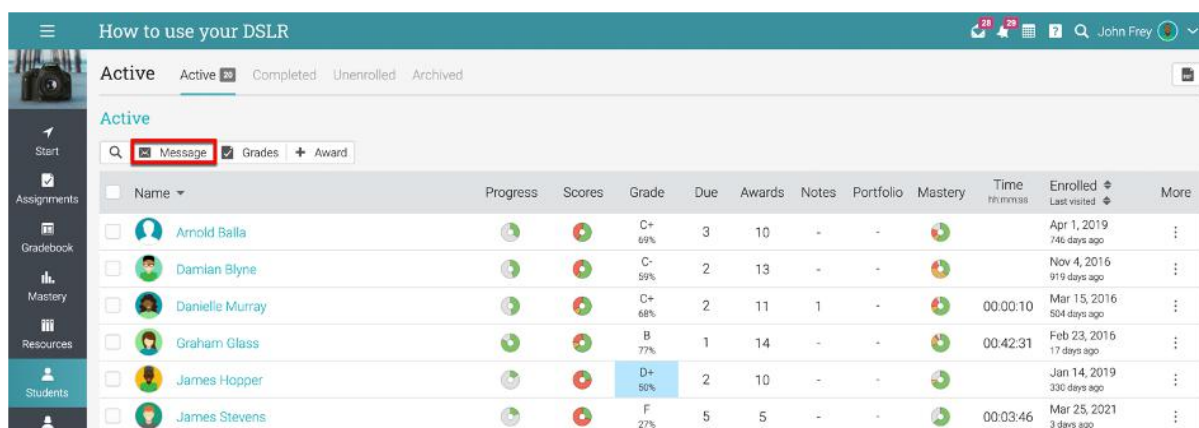 How to use your DSLR
28
29
?
John Frey
Active
Active 20
Completed
Unenrolled
Archived
Active
Message
Grades
+ Award
Start
Assignments
Gradebook
Mastery
Resources
Students
Name
Progress
Scores
Grade
Due
Awards
Notes
Portfolio
Mastery
Time
hh:mm:ss
Enrolled
Last visited
More
Arnold Balla
C+
69%
3
10
-
-
Apr 1, 2019
746 days ago
Damian Blyne
C-
59%
2
13
-
-
Nov 4, 2016
919 days ago
Danielle Murray
C+
68%
2
11
1
-
00:00:10
Mar 15, 2016
504 days ago
Graham Glass
B
77%
1
14
-
-
00:42:31
Feb 23, 2016
17 days ago
James Hopper
D+
50%
2
10
-
-
Jan 14, 2019
330 days ago
James Stevens
F
27%
5
5
-
-
00:03:46
Mar 25, 2021
3 days ago